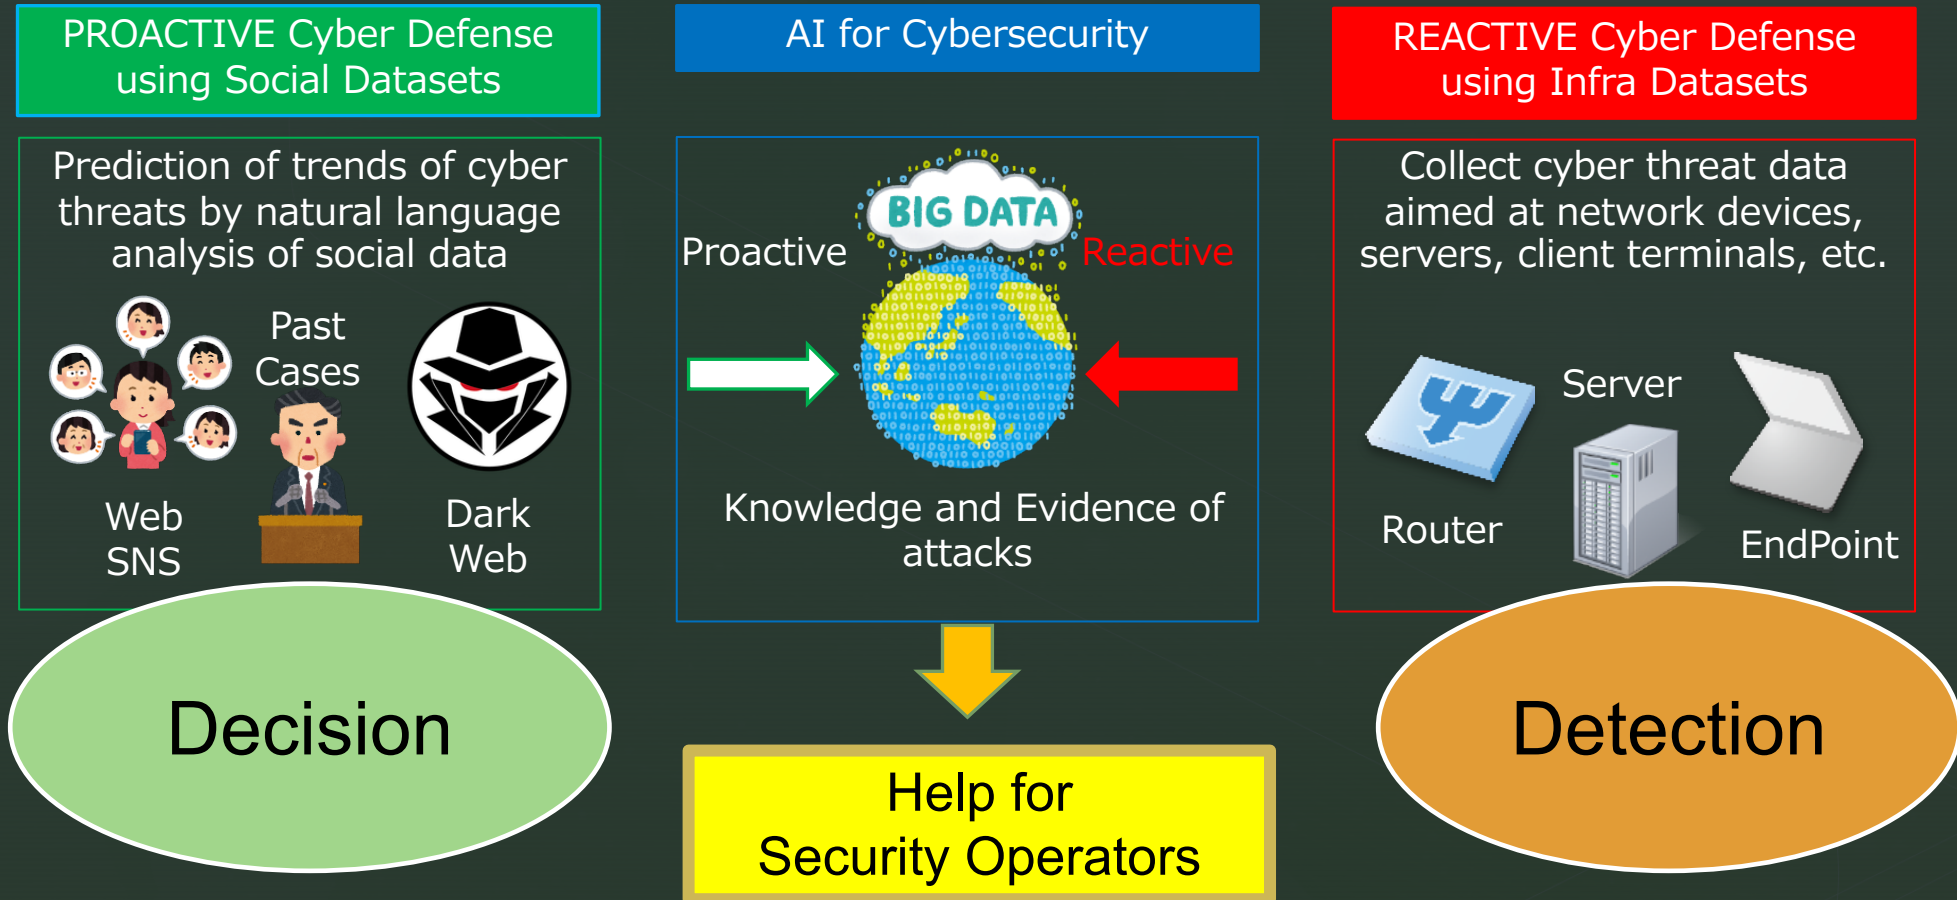 PROACTIVE Cyber Defense
using Social Datasets
Prediction of trends of cyber
threats by natural language
analysis of social data
Past
Cases
Web
SNS
Dark
Web
Decision
AI for Cybersecurity
BIG DATA
Proactive
Reactive
Knowledge and Evidence of
attacks
Help for
Security Operators
REACTIVE Cyber Defense
using Infra Datasets
Collect cyber threat data
aimed at network devices,
servers, client terminals, etc.
Server
Router
EndPoint
Detection